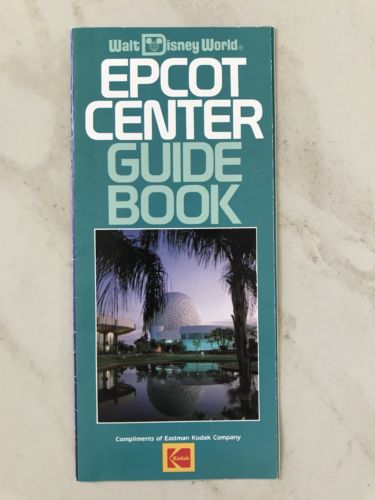 Walt Disney World®
EPCOT
CENTER
GUIDE
BOOK
Compliments of Eastman Kodak Company
Kodak